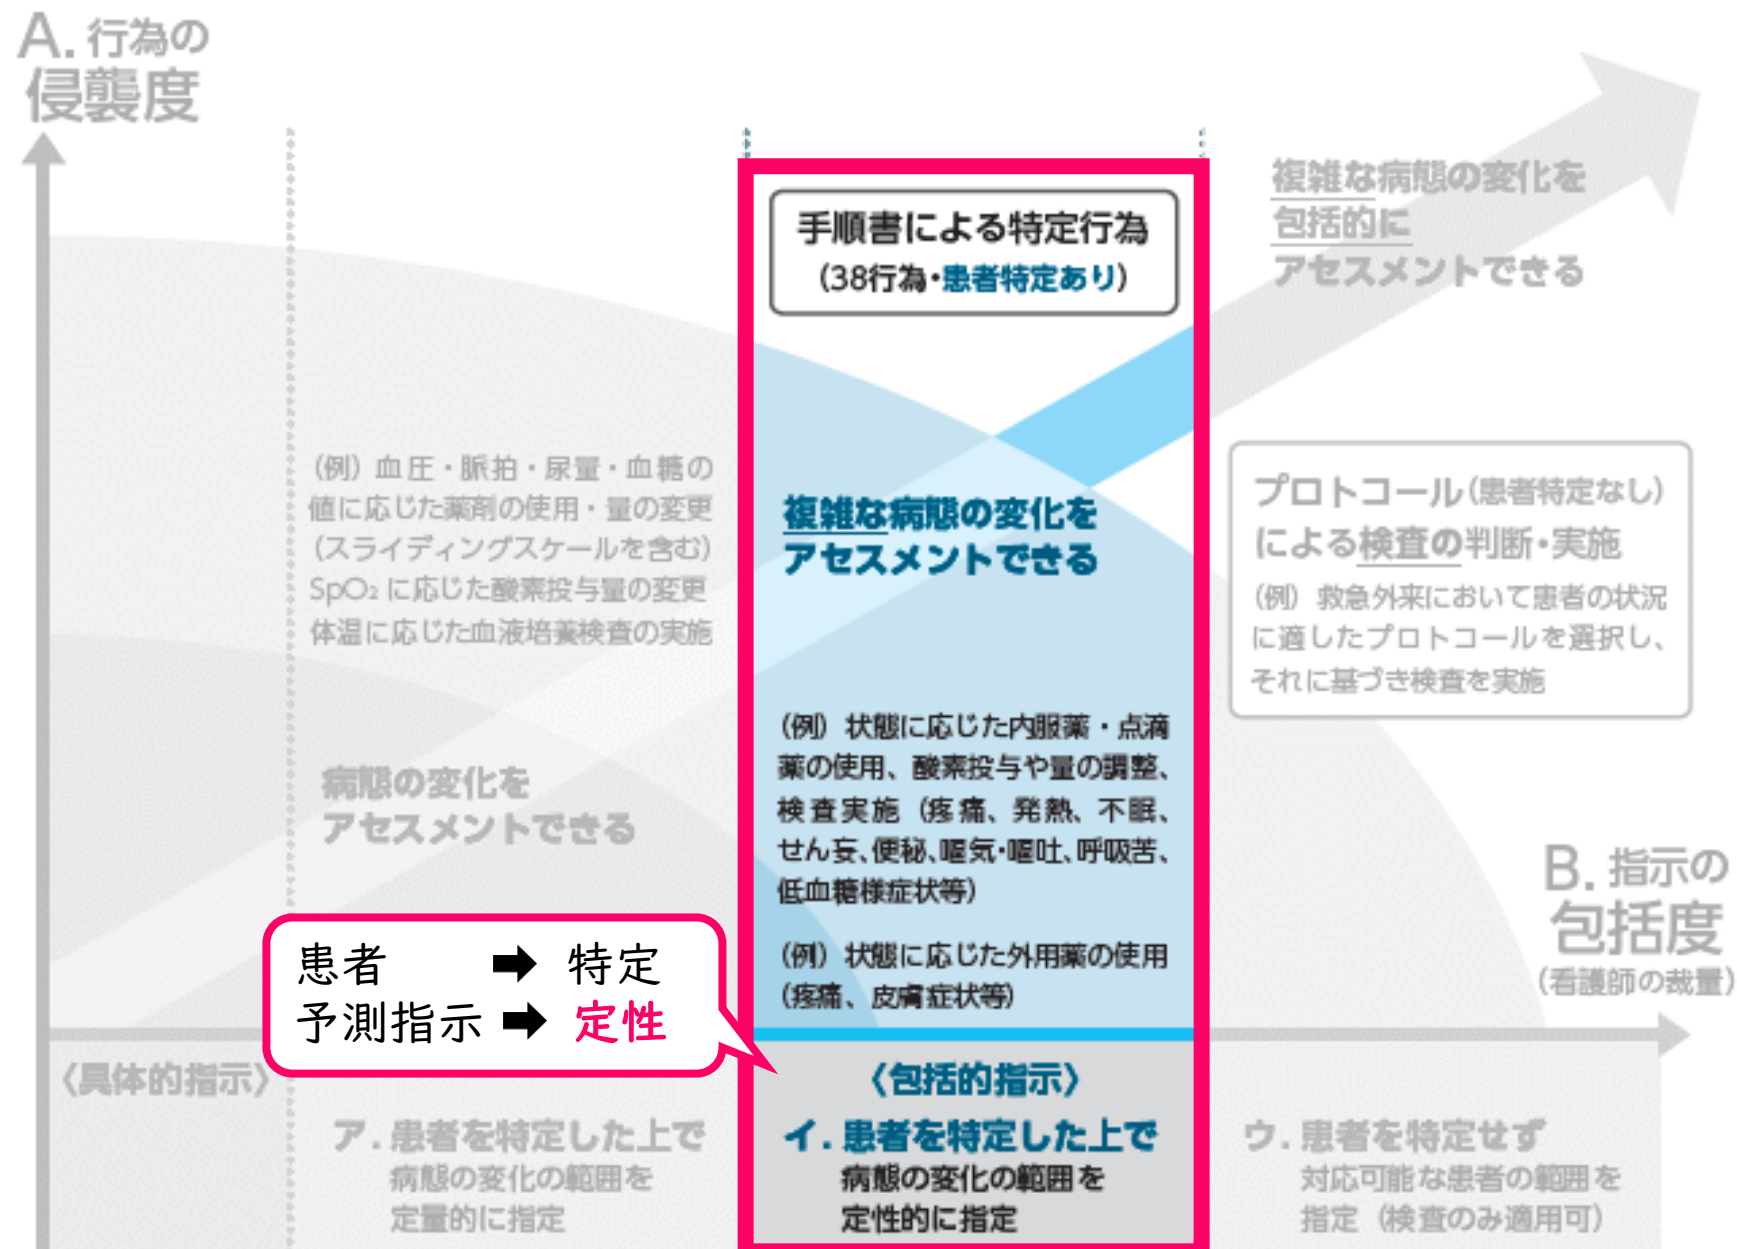 A. 行為の
侵襲度
手順書による特定行為
（38行為・患者特定あり）
複雑な病態の変化を
包括的に
アセスメントできる
（例）血圧・脈拍・尿量・血糖の
値に応じた薬剤の使用・量の変更
（スライディングスケールを含む）
SpO₂ に応じた酸素投与量の変更
体温に応じた血液培養検査の実施
複雑な病態の変化を
アセスメントできる
プロトコール（患者特定なし）
による検査の判断・実施
（例）救急外来において患者の状況
に適したプロトコールを選択し、
それに基づき検査を実施
病態の変化を
アセスメントできる
（例）状態に応じた内服薬・点滴
薬の使用、酸素投与や量の調整、
検査実施（疼痛、発熱、不眠、
せん妄、便秘、嘔気・嘔吐、呼吸苦、
低血糖様症状等）
（例）状態に応じた外用薬の使用
（疼痛、皮膚症状等）
B. 指示の
包括度
（看護師の裁量）
患者 ➡ 特定
予測指示 ➡ 定性
〈具体的指示〉
〈包括的指示〉
ア. 患者を特定した上で
病態の変化の範囲を
定量的に指定
イ. 患者を特定した上で
病態の変化の範囲を
定性的に指定
ウ. 患者を特定せず
対応可能な患者の範囲を
指定（検査のみ適用可）